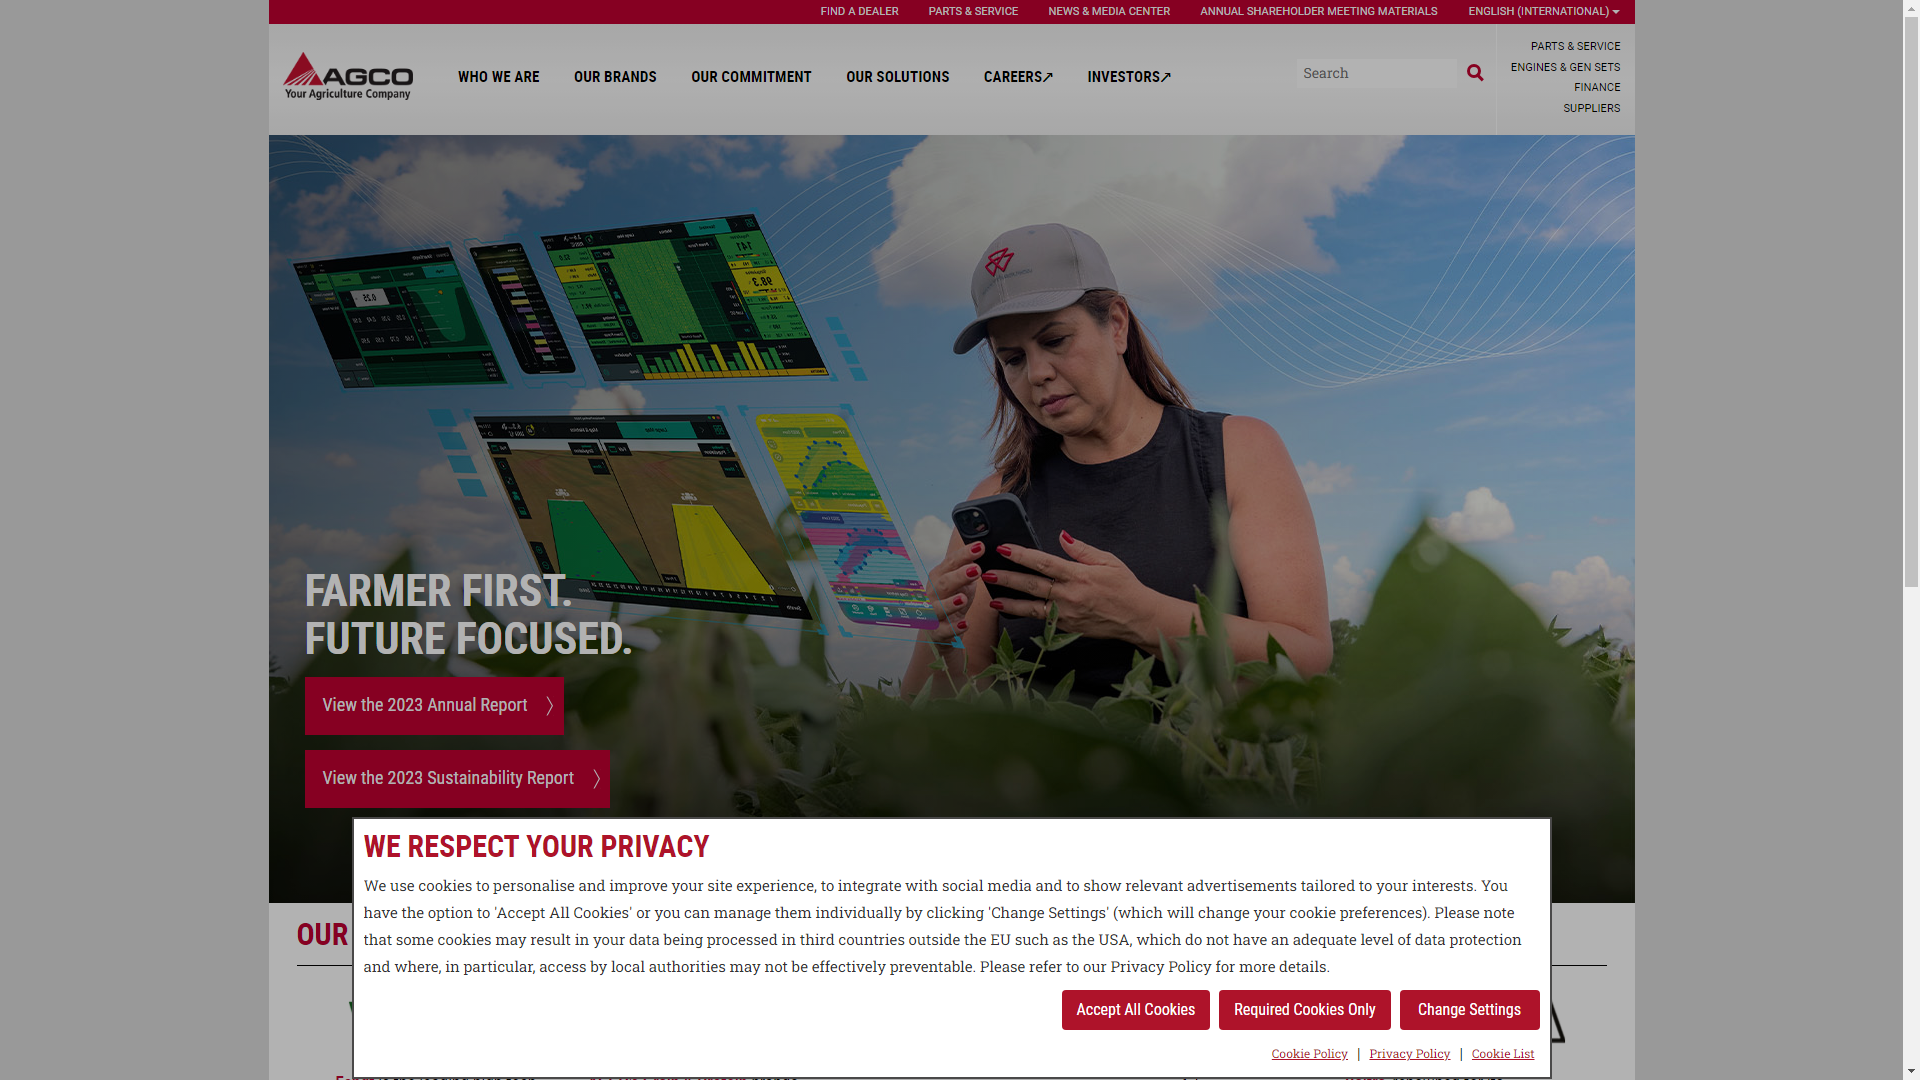 FIND A DEALER PARTS & SERVICE NEWS & MEDIA CENTER ANNUAL SHAREHOLDER MEETING MATERIALS ENGLISH (INTERNATIONAL)
AGCO
Your Agriculture Company
WHO WE ARE OUR BRANDS OUR COMMITMENT OUR SOLUTIONS CAREERS↗ INVESTORS↗
Search
PARTS & SERVICE
ENGINES & GEN SETS
FINANCE
SUPPLIERS
FARMER FIRST.
FUTURE FOCUSED.
View the 2023 Annual Report
View the 2023 Sustainability Report
OUR
WE RESPECT YOUR PRIVACY
We use cookies to personalise and improve your site experience, to integrate with social media and to show relevant advertisements tailored to your interests. You
have the option to 'Accept All Cookies' or you can manage them individually by clicking 'Change Settings' (which will change your cookie preferences). Please note
that some cookies may result in your data being processed in third countries outside the EU such as the USA, which do not have an adequate level of data protection
and where, in particular, access by local authorities may not be effectively preventable. Please refer to our Privacy Policy for more details.
Accept All Cookies Required Cookies Only Change Settings
Cookie Policy | Privacy Policy | Cookie List